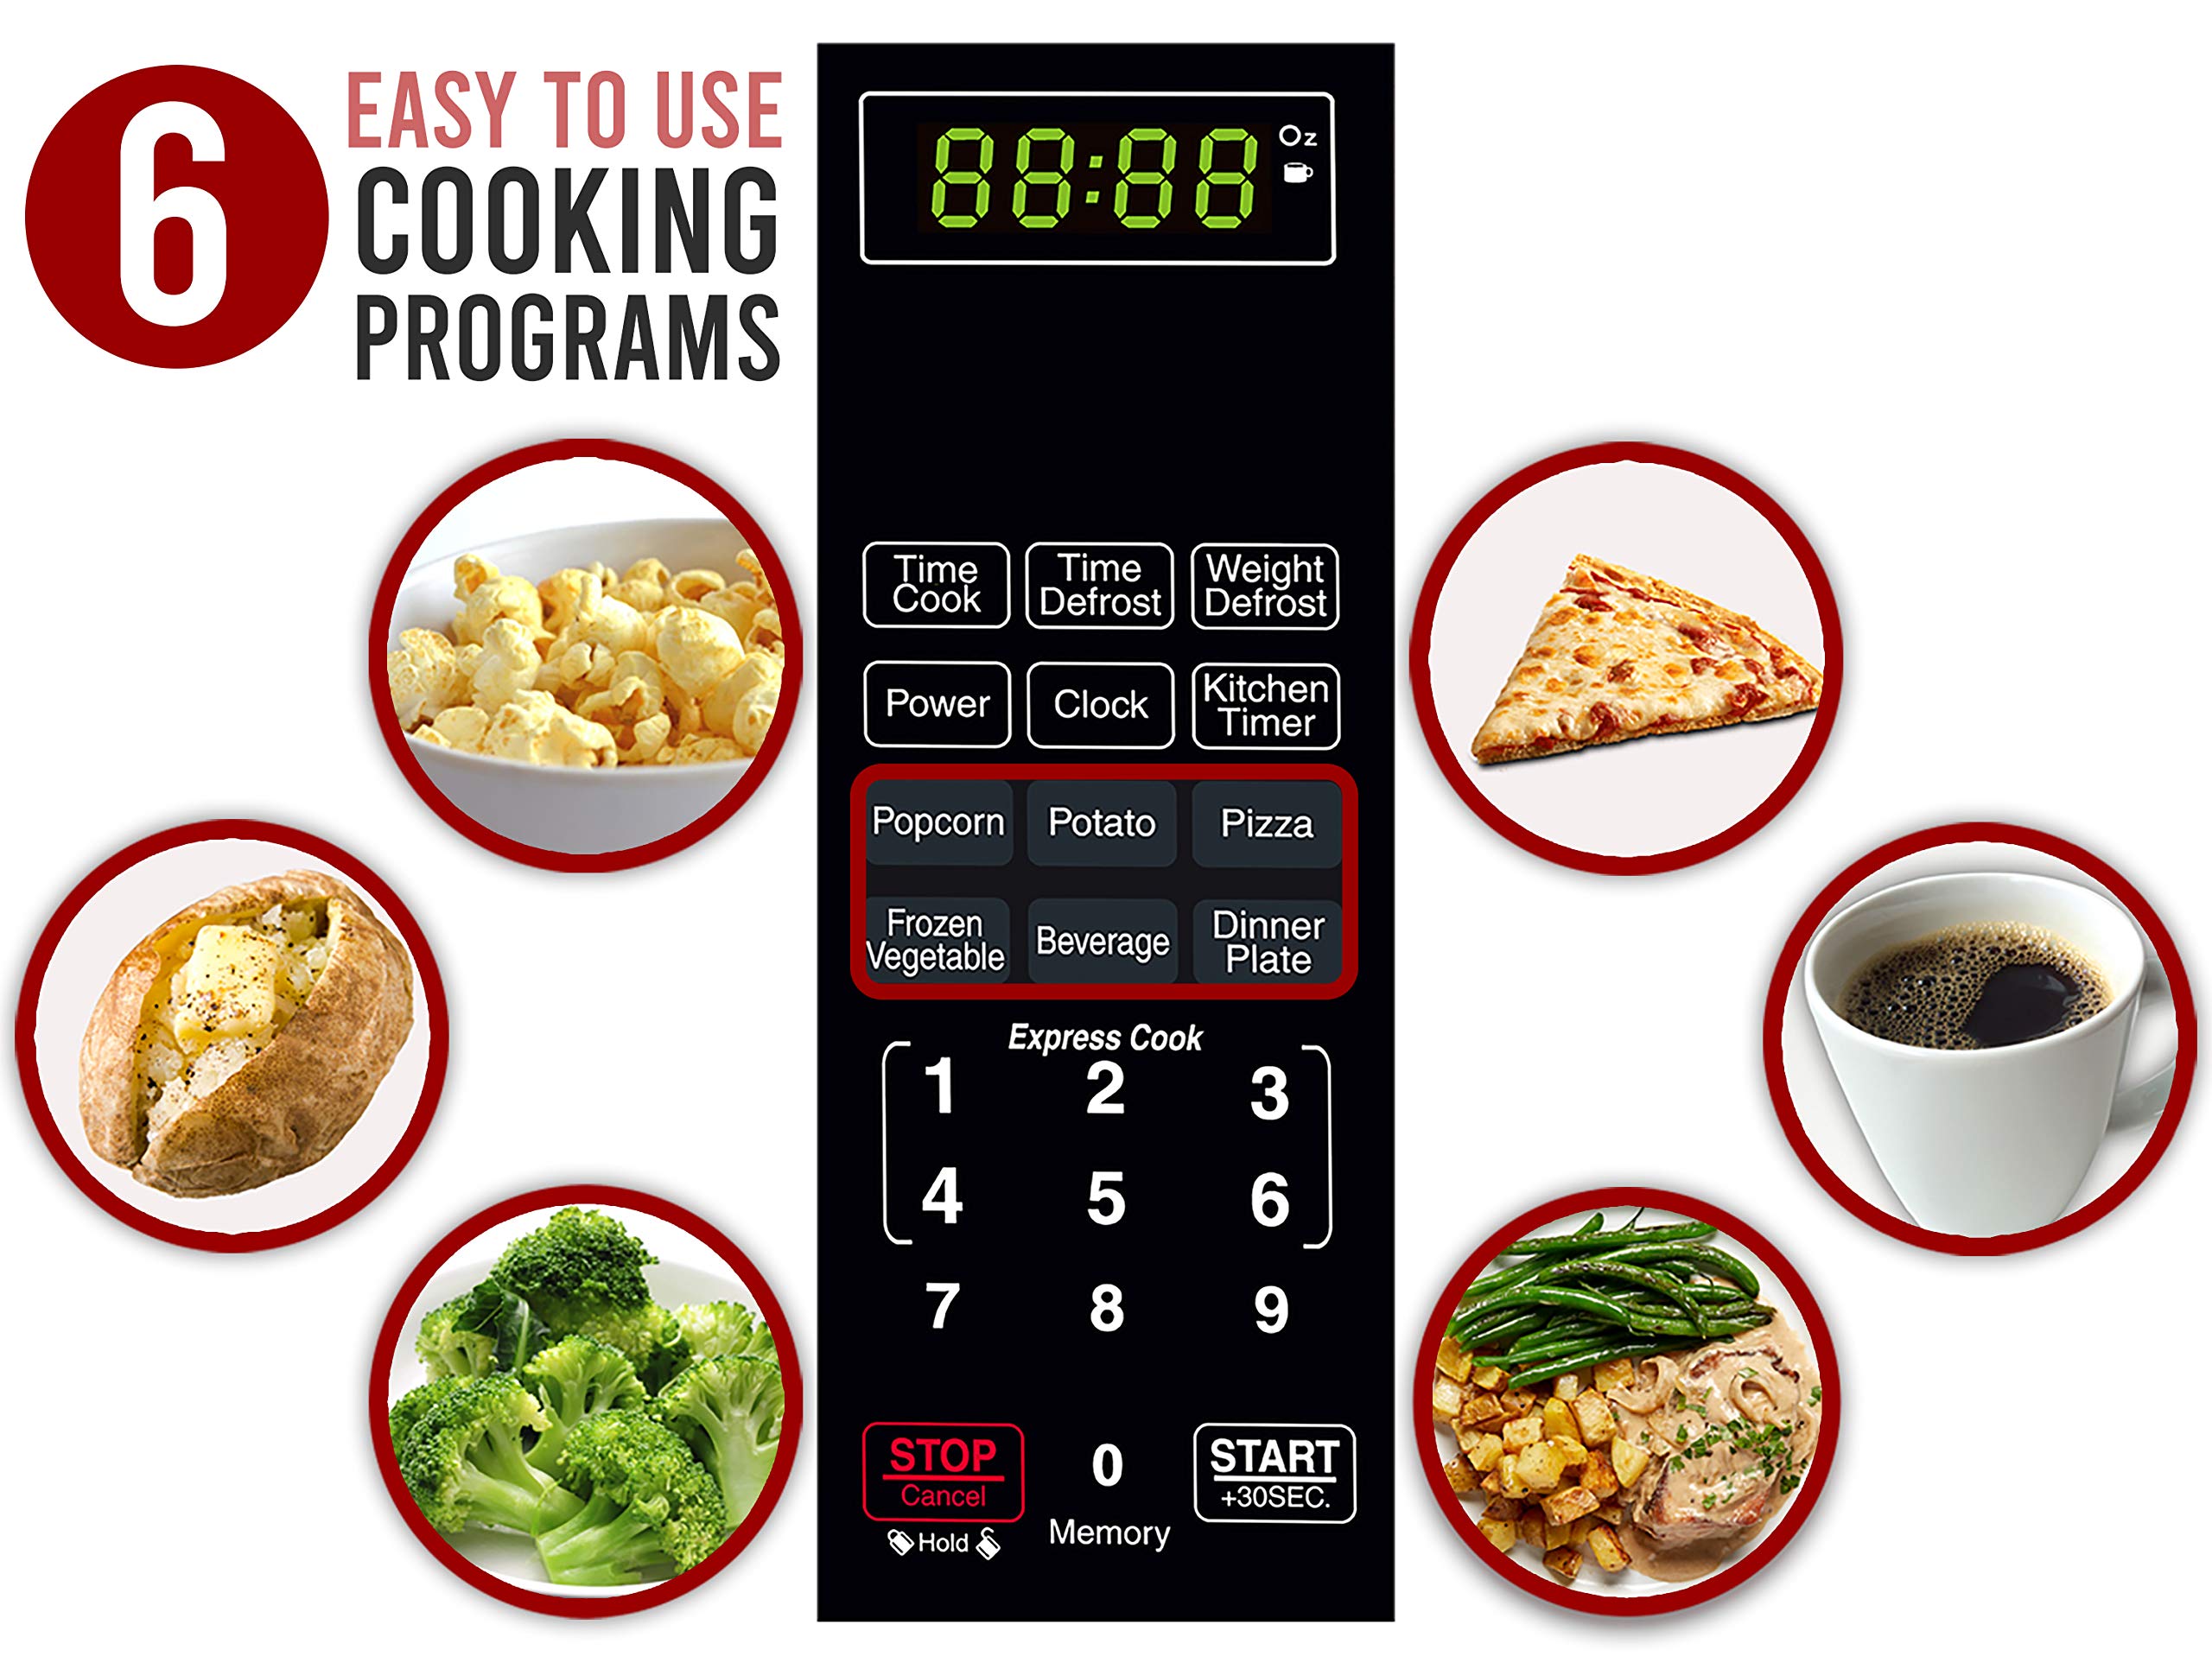 6
EASY TO USE
COOKING
PROGRAMS
88:88
Oz
Time
Cook
Time
Defrost
Weight
Defrost
Power
Clock
Kitchen
Timer
Popcorn
Potato
Pizza
Frozen
Vegetable
Beverage
Dinner
Plate
Express Cook
1 2 3
4 5 6
7 8 9
STOP
Cancel
0
START
+30SEC.
Hold
Memory